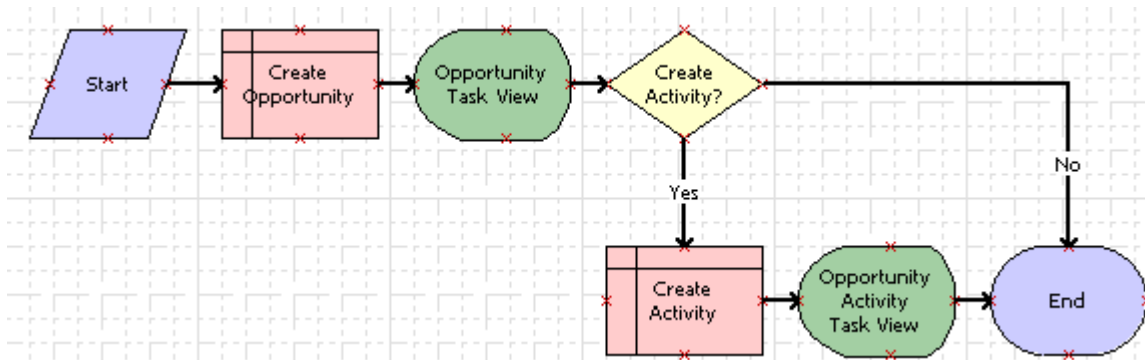 Start
Create
Opportunity
Opportunity
Task View
Create
Activity?
No
Yes
Create
Activity
Opportunity
Activity
Task View
End